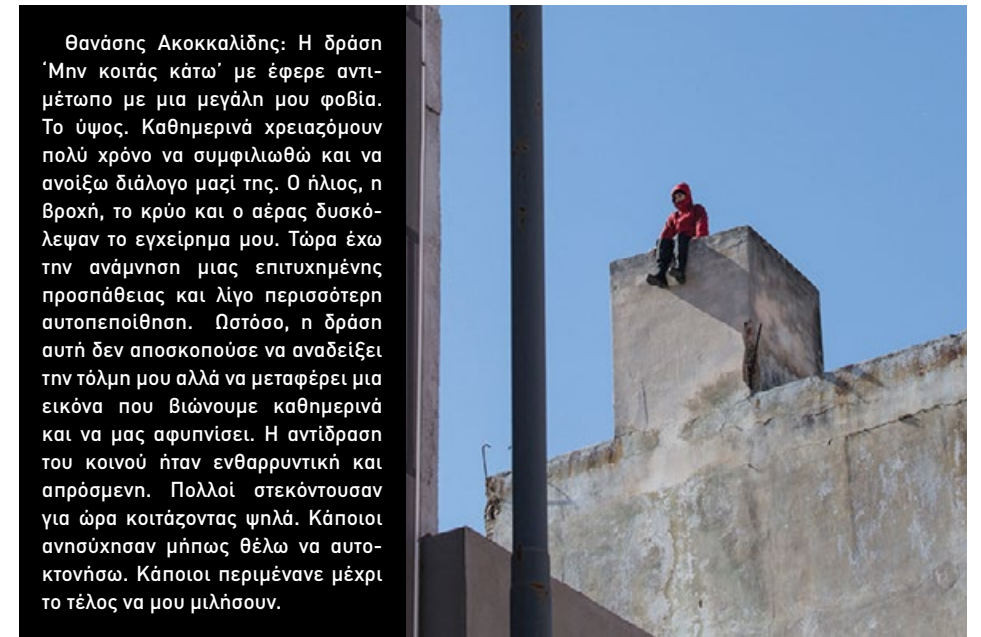 Θανάσης Ακοκκαλίδης: Η δράση
‘Μην κοιτάς κάτω’ με έφερε αντι-
μέτωπο με μια μεγάλη μου φοβία.
Το ύψος. Καθημερινά χρειαζόμουν
πολύ χρόνο να συμφιλιωθώ και να
ανοίξω διάλογο μαζί της. Ο ήλιος, η
βροχή, το κρύο και ο αέρας δυσκό-
λεψαν το εγχείρημα μου. Τώρα έχω
την ανάμνηση μιας επιτυχημένης
προσπάθειας και λίγο περισσότερη
αυτοπεποίθηση. Ωστόσο, η δράση
αυτή δεν αποσκοπούσε να αναδείξει
την τόλμη μου αλλά να μεταφέρει μια
εικόνα που βιώνουμε καθημερινά
και να μας αφυπνίσει. Η αντίδραση
του κοινού ήταν ενθαρρυντική και
απρόσμενη. Πολλοί στεκόντουσαν
για ώρα κοιτάζοντας ψηλά. Κάποιοι
ανησύχησαν μήπως θέλω να αυτο-
κτονήσω. Κάποιοι περιμένανε μέχρι
το τέλος να μου μιλήσουν.